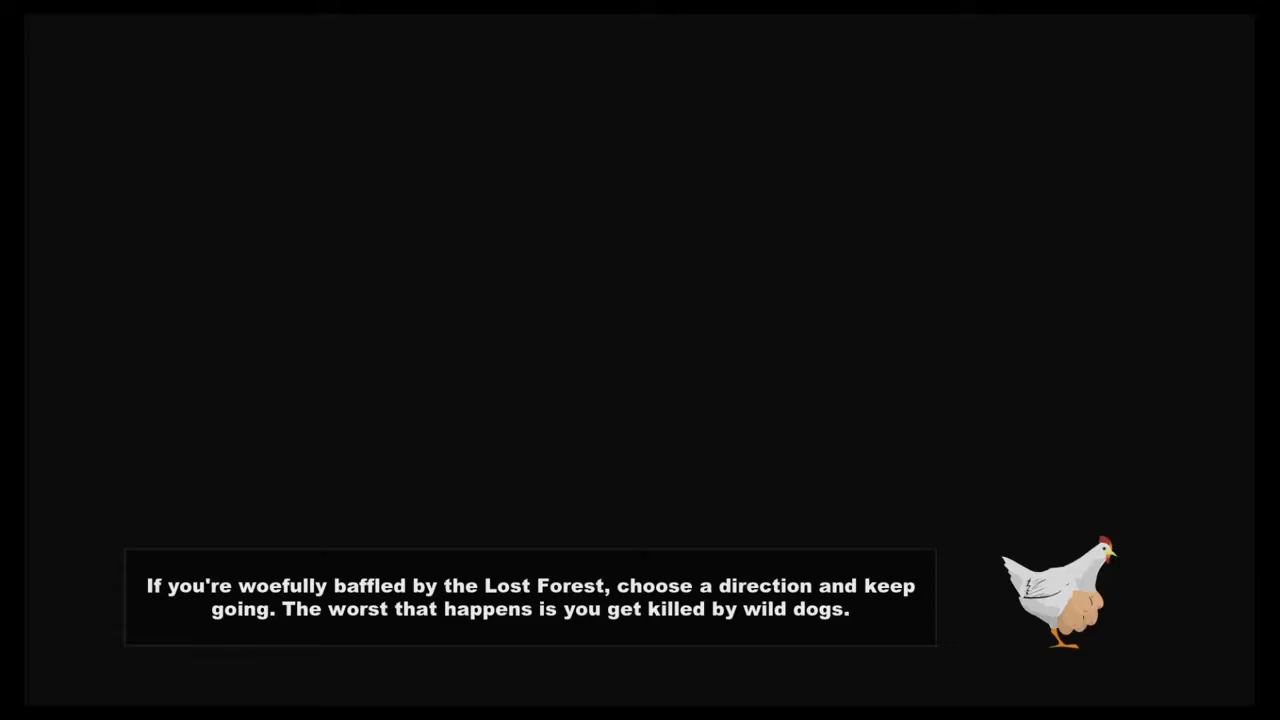 If you're woefully baffled by the Lost Forest, choose a direction and keep
going. The worst that happens is you get killed by wild dogs.